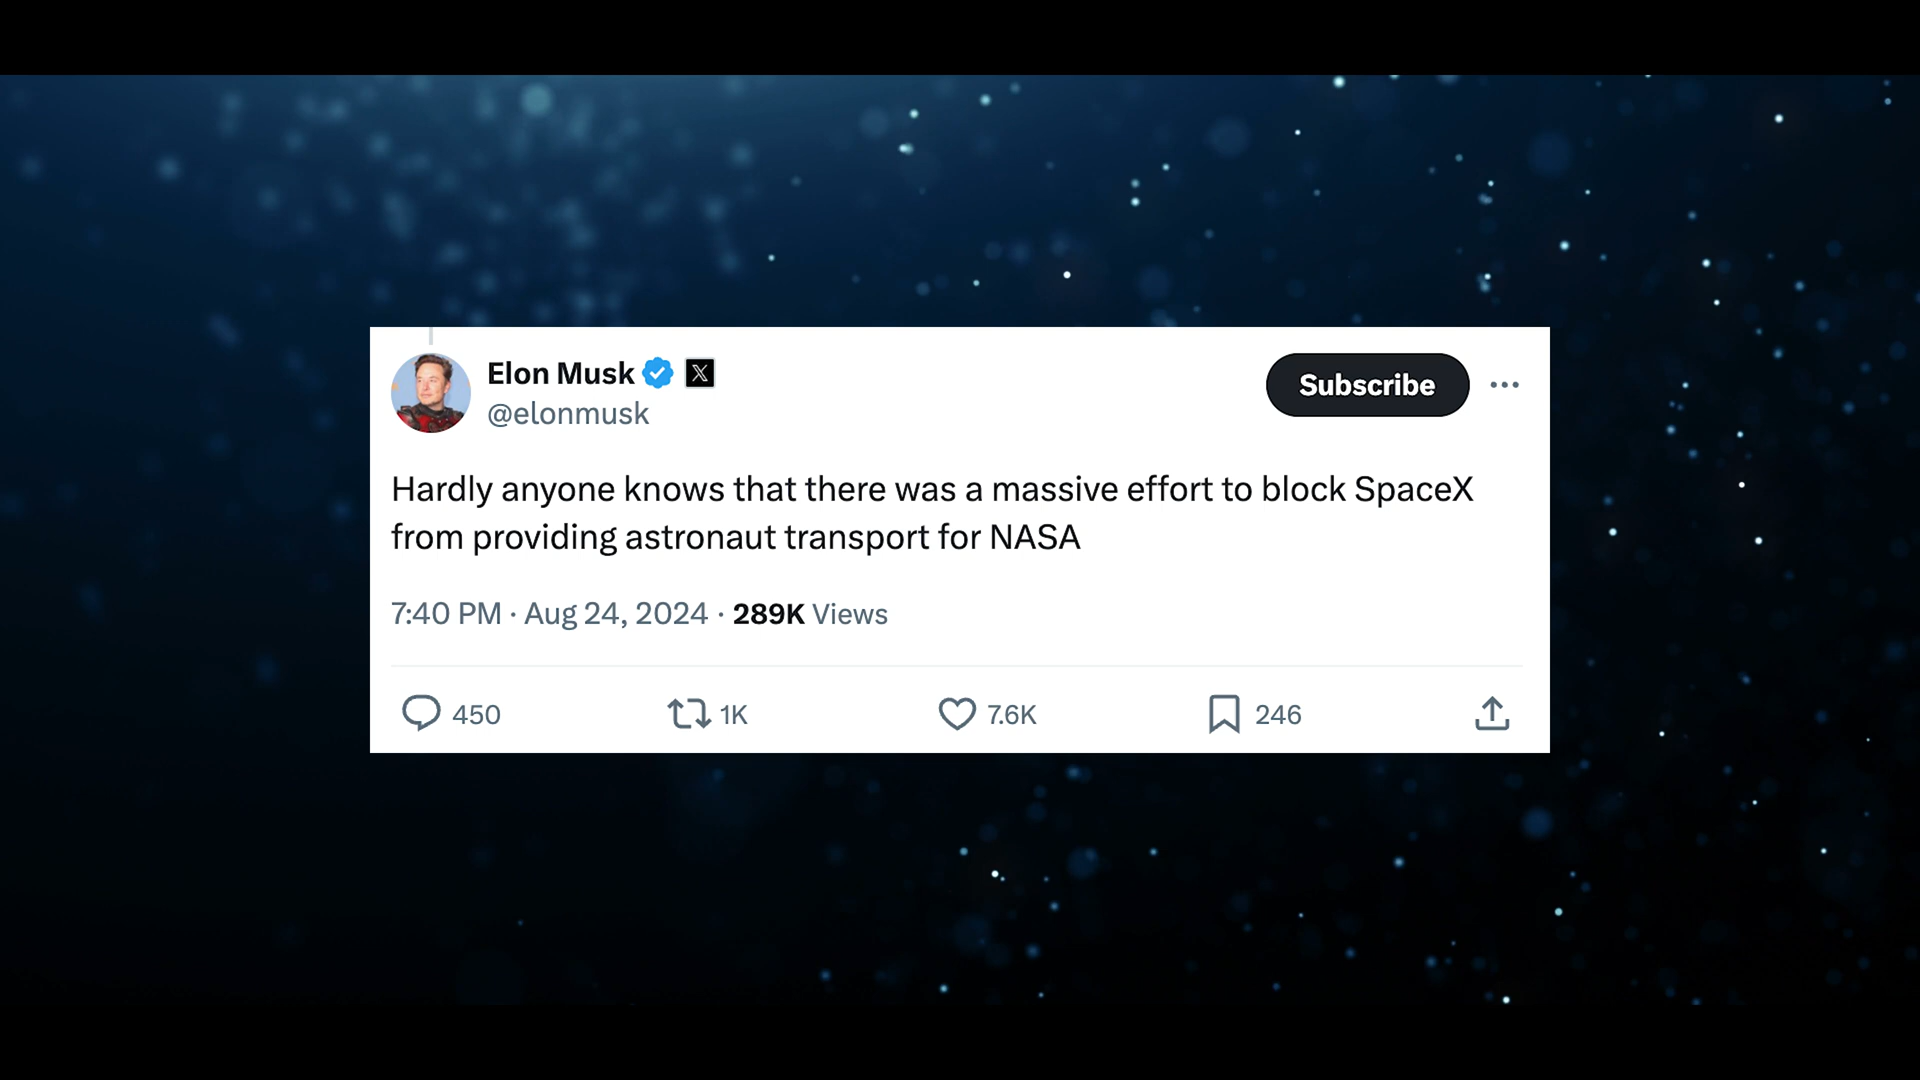 Elon Musk
@elonmusk
Subscribe
Hardly anyone knows that there was a massive effort to block SpaceX
from providing astronaut transport for NASA
7:40 PM · Aug 24, 2024 · 289K Views
450 1K 7.6K 246